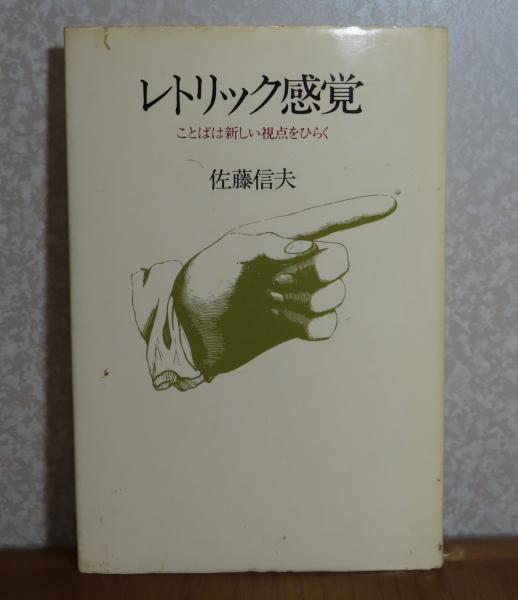 レトリック感覚
ことばは新しい視点をひらく
佐藤信夫